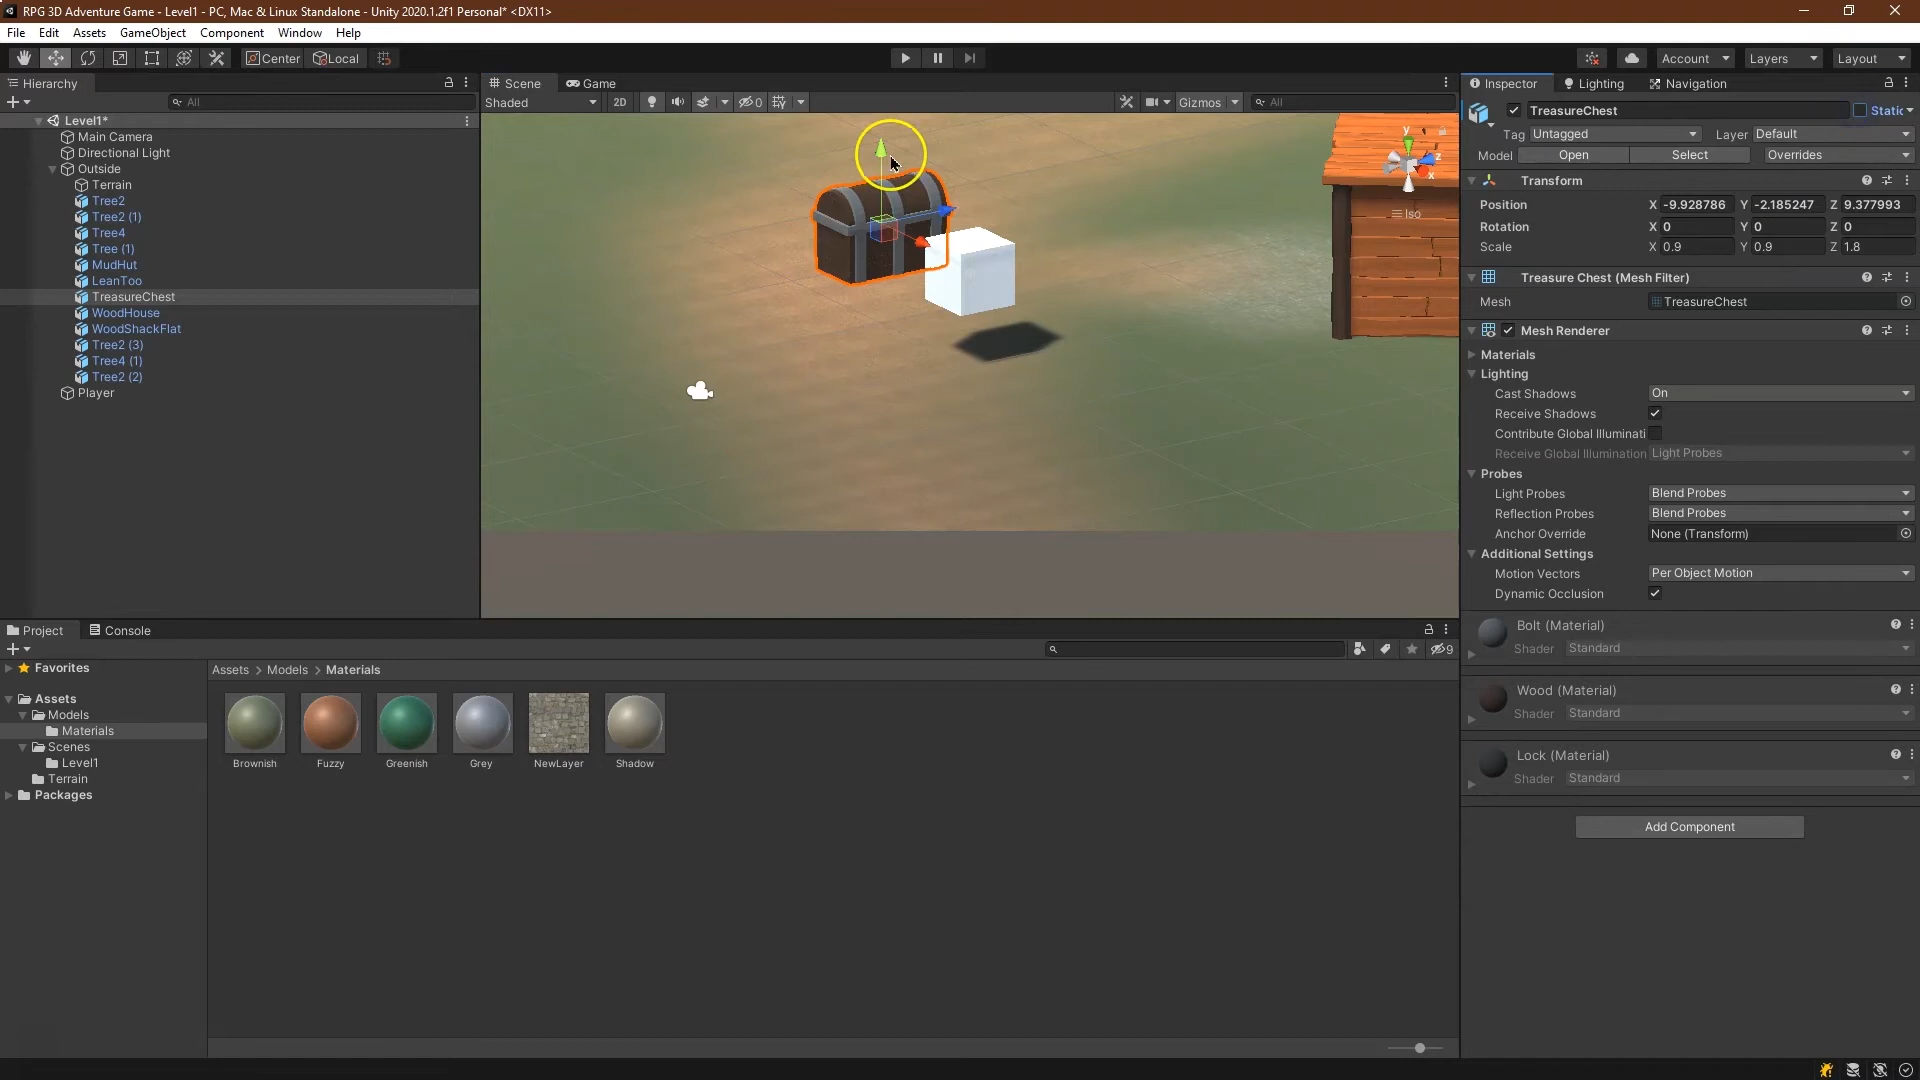 RPG 3D Adventure Game - Level1 - PC, Mac & Linux Standalone - Unity 2020.1.2f1 Personal* <DX11>
File Edit Assets GameObject Component Window Help
Center Local Account Layers Layout
Hierarchy
All
Level1*
Main Camera
Directional Light
Outside
Terrain
Tree2
Tree2 (1)
Tree4
Tree (1)
MudHut
LeanToo
TreasureChest
WoodHouse
WoodShackFlat
Tree2 (3)
Tree4 (1)
Tree2 (2)
Player
Scene Game
Shaded 2D 0 Gizmos All
y
z
x
Iso
Inspector Lighting Navigation
TreasureChest Static
Tag Untagged Layer Default
Model Open Select Overrides
Transform
Position X -9.928786 Y -2.185247 Z 9.377993
Rotation X 0 Y 0 Z 0
Scale X 0.9 Y 0.9 Z 1.8
Treasure Chest (Mesh Filter)
Mesh TreasureChest
Mesh Renderer
Materials
Lighting
Cast Shadows On
Receive Shadows
Contribute Global Illuminati
Receive Global Illumination Light Probes
Probes
Light Probes Blend Probes
Reflection Probes Blend Probes
Anchor Override None (Transform)
Additional Settings
Motion Vectors Per Object Motion
Dynamic Occlusion
Bolt (Material)
Shader Standard
Wood (Material)
Shader Standard
Lock (Material)
Shader Standard
Add Component
Project Console
9
Favorites
Assets
Models
Materials
Scenes
Level1
Terrain
Packages
Assets > Models > Materials
Brownish Fuzzy Greenish Grey NewLayer Shadow